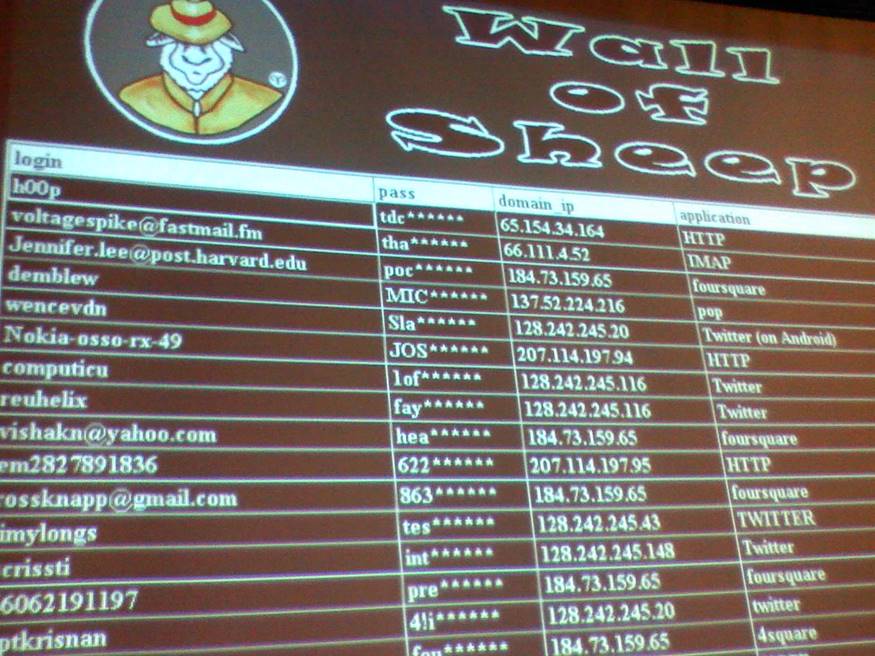 Wall
of
Sheep
login pass domain_ip application
h00p tdc****** 65.154.34.164 HTTP
voltagespike@fastmail.fm tha****** 66.111.4.52 IMAP
Jennifer.lee@post.harvard.edu poc****** 184.73.159.65 foursquare
demblew MIC****** 137.52.224.216 pop
wencevdn Sla****** 128.242.245.20 Twitter (on Android)
Nokia-osso-rx-49 JOS****** 207.114.197.94 HTTP
computicu lof****** 128.242.245.116 Twitter
reuhelix fay****** 128.242.245.116 Twitter
vishakn@yahoo.com hea****** 184.73.159.65 foursquare
em2827891836 622****** 207.114.197.95 HTTP
rossknapp@gmail.com 863****** 184.73.159.65 foursquare
imylongs tes****** 128.242.245.43 TWITTER
crissti int****** 128.242.245.148 Twitter
6062191197 pre****** 184.73.159.65 foursquare
ptkrisnan 4!i****** 128.242.245.20 twitter
fou****** 184.73.159.65 4square